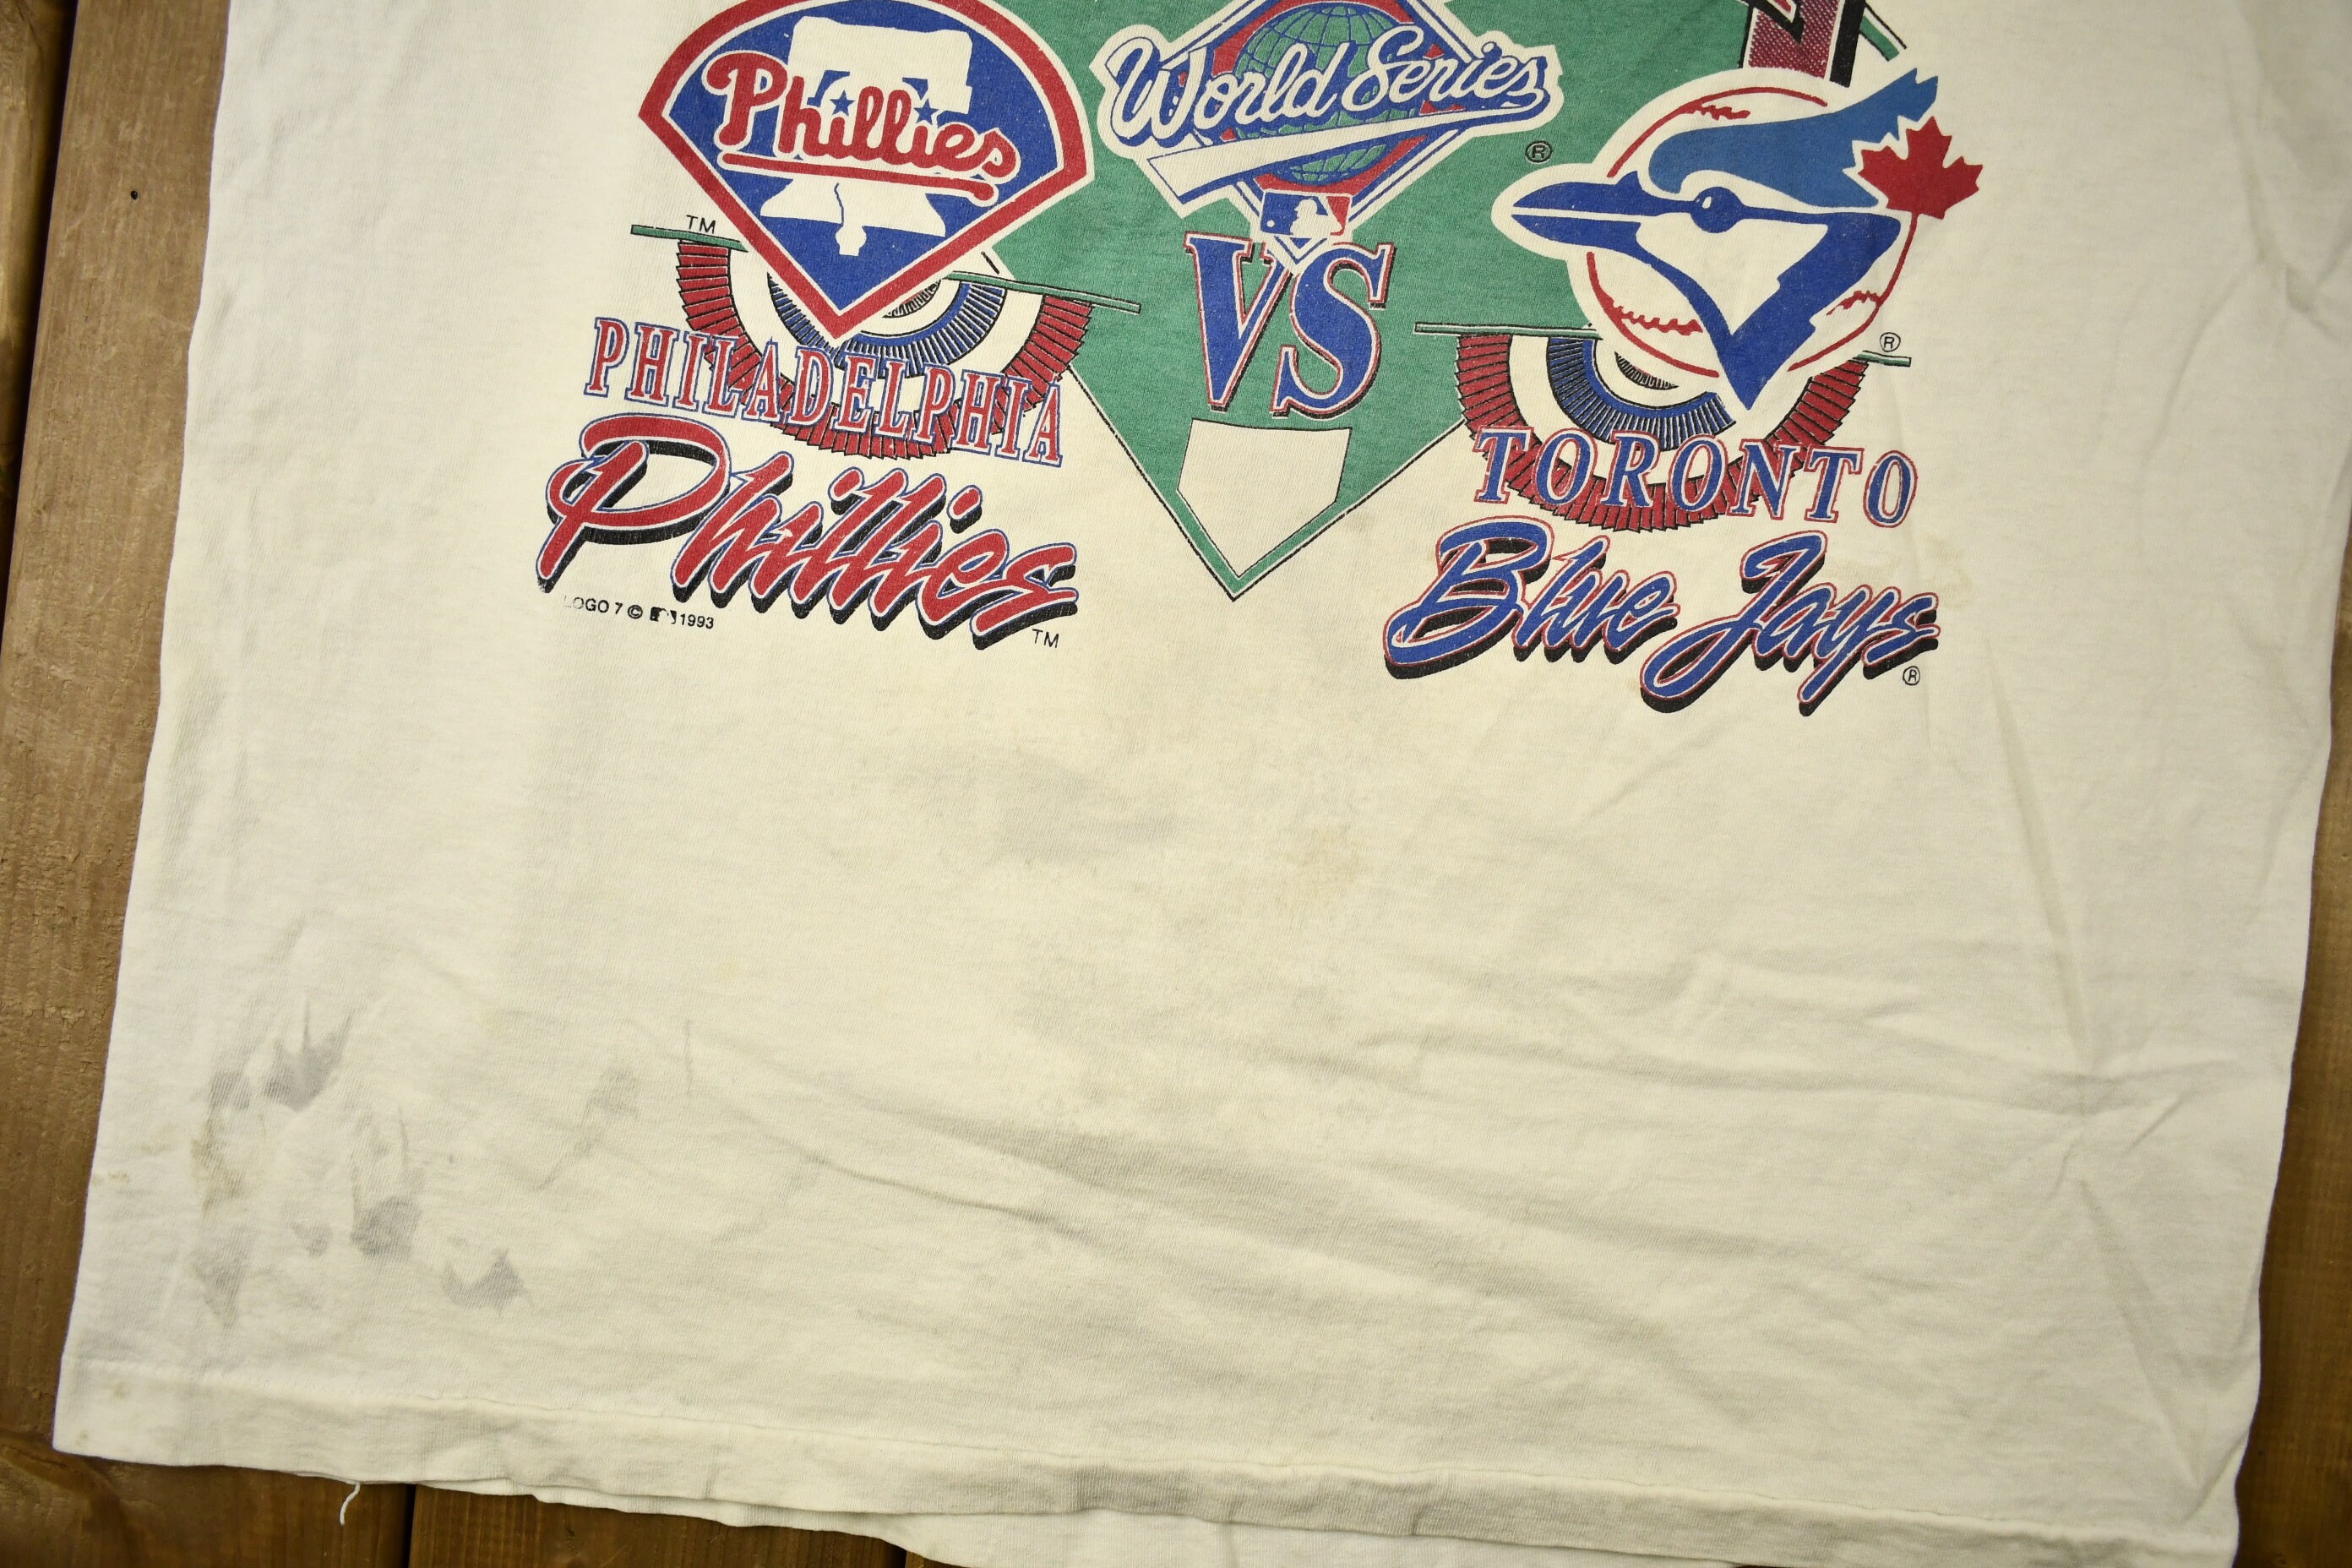 Phillies
World Series
®
TM
VS
®
PHILADELPHIA
TORONTO
Phillies
Blue Jays
LOGO 7 © 1993
TM
®